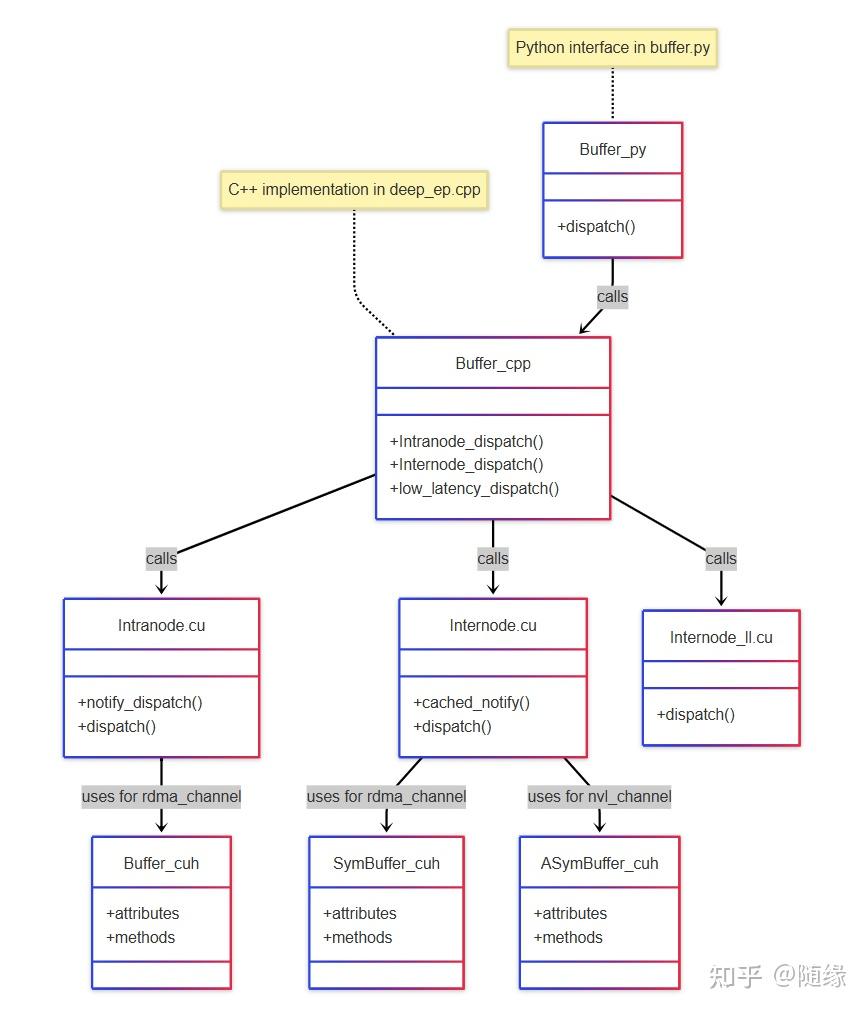 Python interface in buffer.py
Buffer_py
+dispatch()
C++ implementation in deep_ep.cpp
calls
Buffer_cpp
+Intranode_dispatch()
+Internode_dispatch()
+low_latency_dispatch()
calls
calls
calls
Intranode.cu
+notify_dispatch()
+dispatch()
Internode.cu
+cached_notify()
+dispatch()
Internode_ll.cu
+dispatch()
uses for rdma_channel
uses for rdma_channel
uses for nvl_channel
Buffer_cuh
+attributes
+methods
SymBuffer_cuh
+attributes
+methods
ASymBuffer_cuh
+attributes
+methods
知乎 @随缘